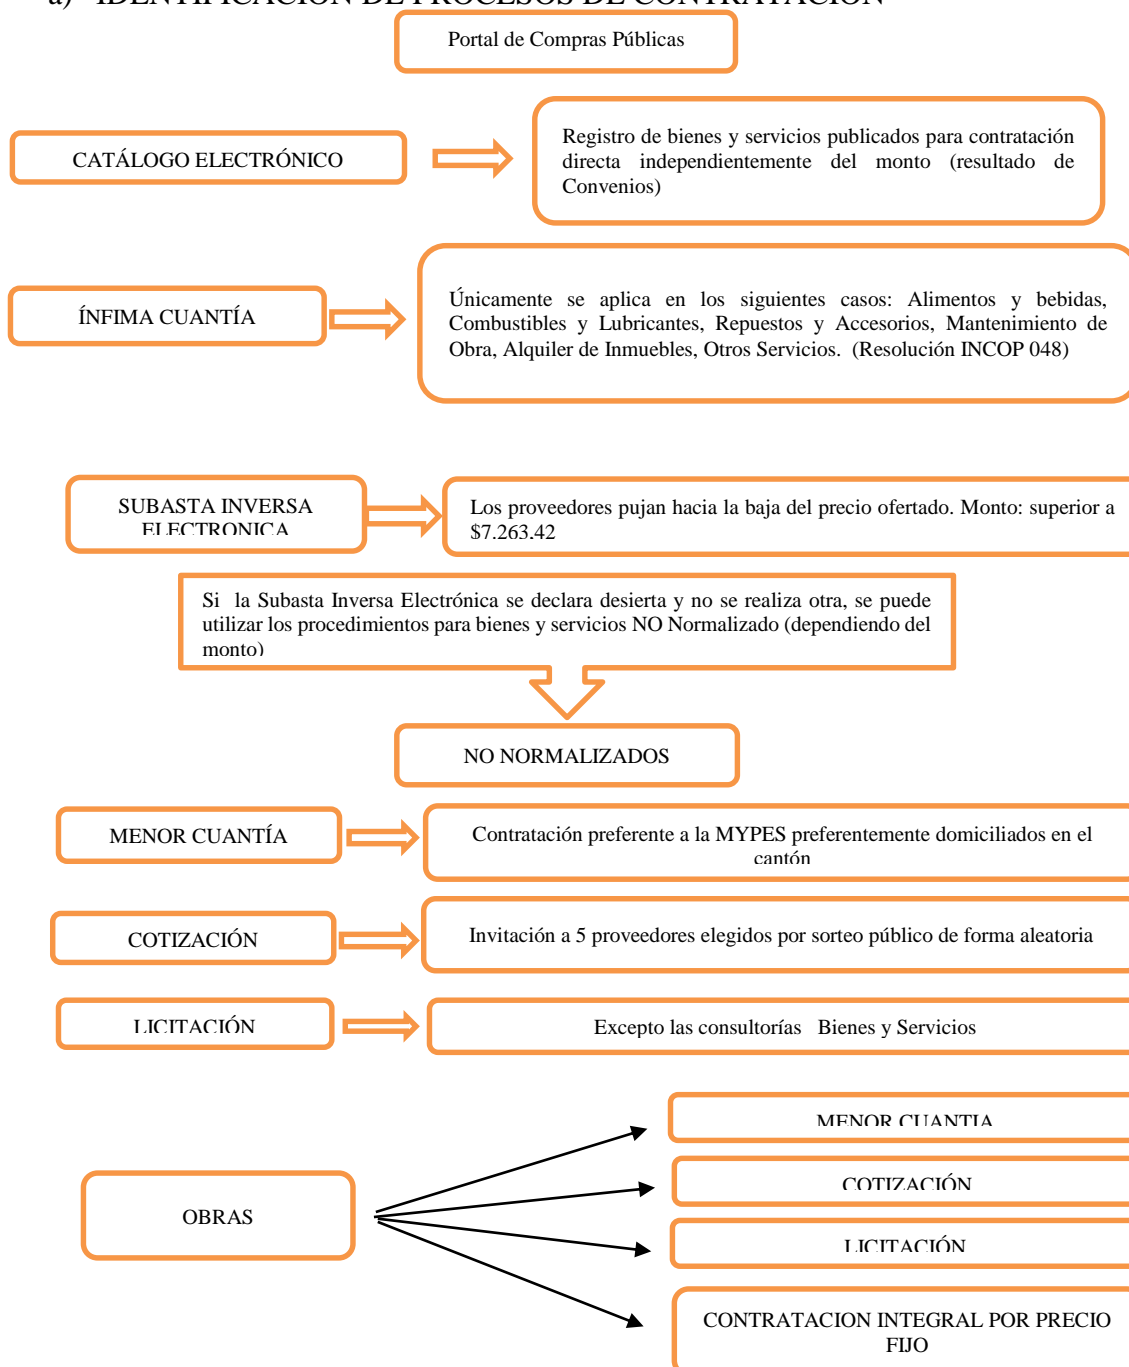 a) IDENTIFICACIÓN DE PROCESOS DE CONTRATACIÓN
Portal de Compras Públicas
CATÁLOGO ELECTRÓNICO
Registro de bienes y servicios publicados para contratación
directa independientemente del monto (resultado de
Convenios)
ÍNFIMA CUANTÍA
Únicamente se aplica en los siguientes casos: Alimentos y bebidas,
Combustibles y Lubricantes, Repuestos y Accesorios, Mantenimiento de
Obra, Alquiler de Inmuebles, Otros Servicios. (Resolución INCOP 048)
SUBASTA INVERSA
ELECTRONICA
Los proveedores pujan hacia la baja del precio ofertado. Monto: superior a
$7.263.42
Si la Subasta Inversa Electrónica se declara desierta y no se realiza otra, se puede
utilizar los procedimientos para bienes y servicios NO Normalizado (dependiendo del
monto)
NO NORMALIZADOS
MENOR CUANTÍA
Contratación preferente a la MYPES preferentemente domiciliados en el
cantón
COTIZACIÓN
Invitación a 5 proveedores elegidos por sorteo público de forma aleatoria
LICITACIÓN
Excepto las consultorías Bienes y Servicios
OBRAS
MENOR CUANTIA
COTIZACIÓN
LICITACIÓN
CONTRATACION INTEGRAL POR PRECIO
FIJO